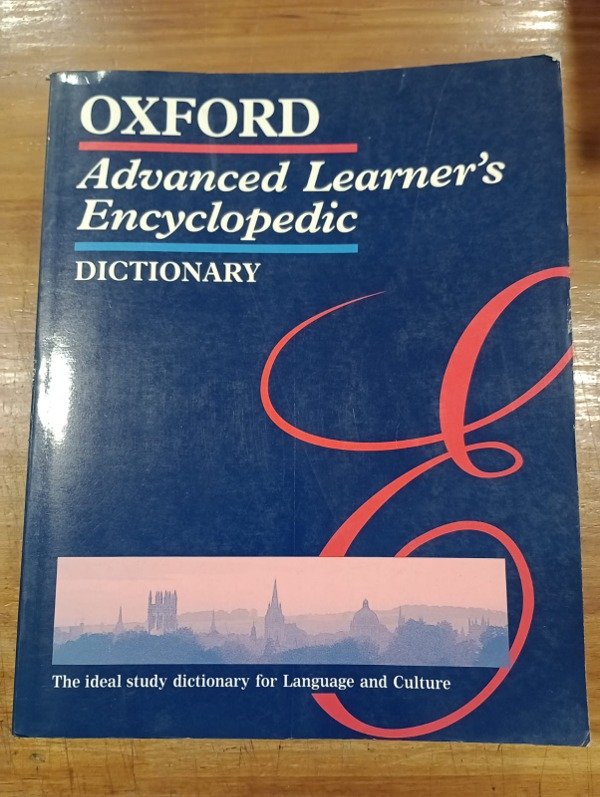 OXFORD
Advanced Learner's
Encyclopedic
DICTIONARY
E
The ideal study dictionary for Language and Culture